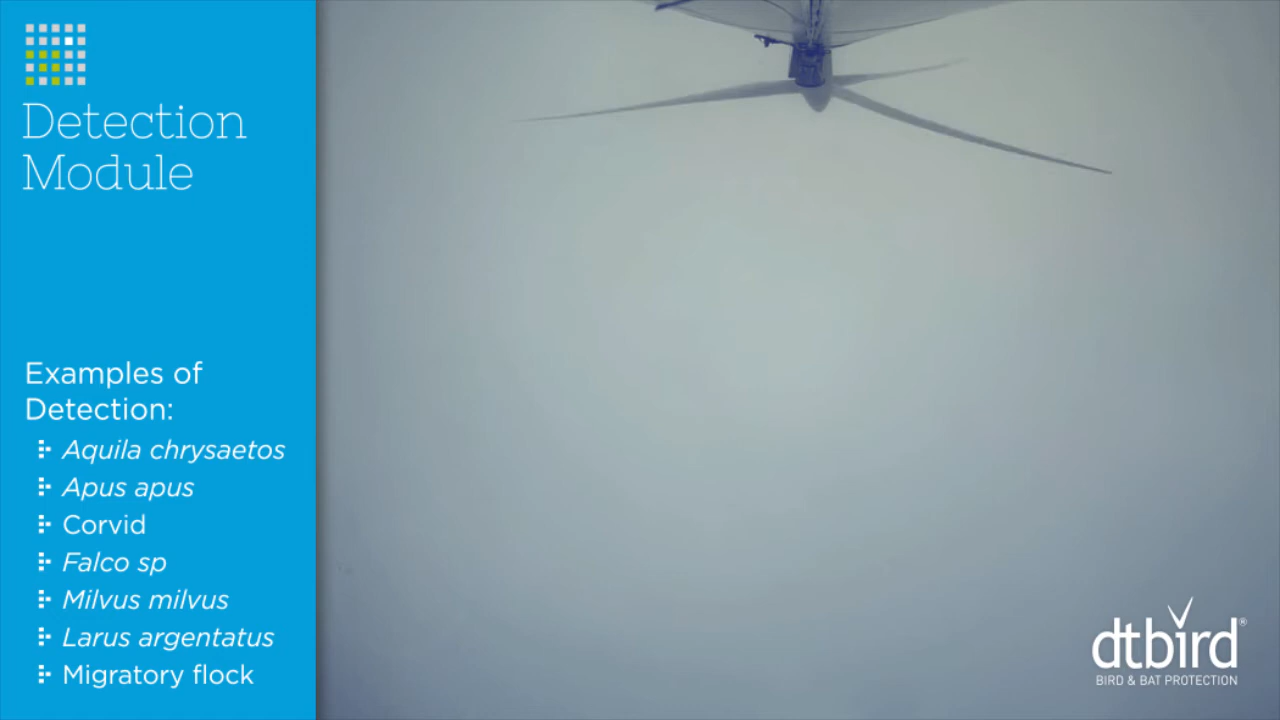 Detection
Module
Examples of
Detection:
Aquila chrysaetos
Apus apus
Corvid
Falco sp
Milvus milvus
Larus argentatus
Migratory flock
dtbird®
BIRD & BAT PROTECTION